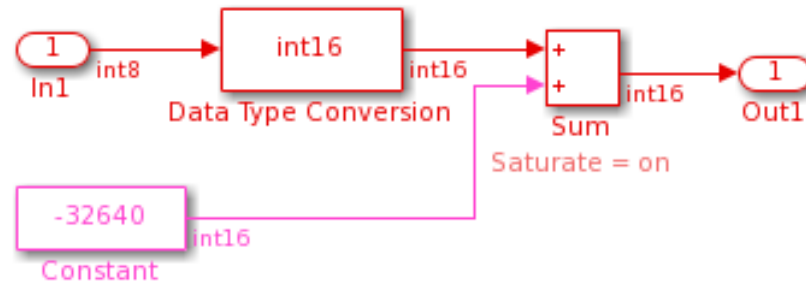 1
int8
In1
int16
int16
Data Type Conversion
+
+
int16
Sum
Saturate = on
1
Out1
-32640
int16
Constant